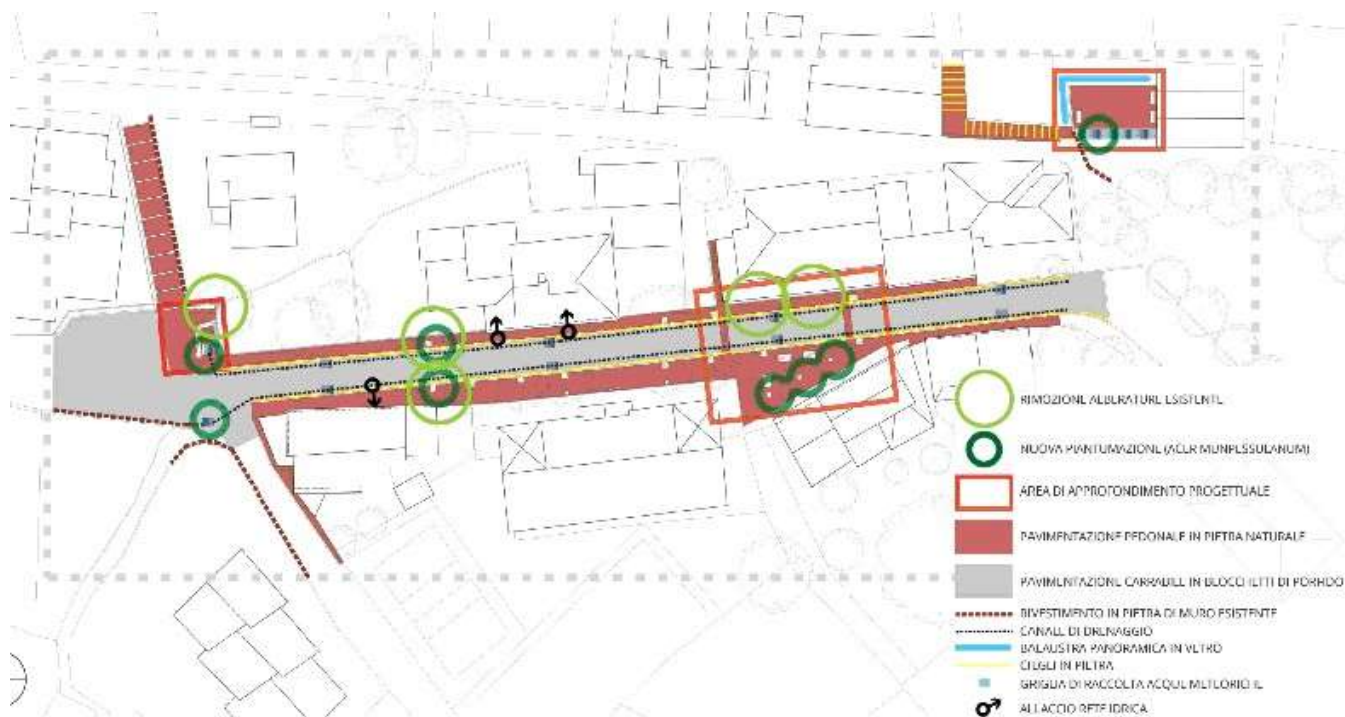 RIMOZIONE ALBERATURE ESISTENTE
NUOVA PIANTUMAZIONE (ACER MUNPESSULANUM)
AREA DI APPROFONDIMENTO PROGETTUALE
PAVIMENTAZIONE PEDONALE IN PIETRA NATURALE
PAVIMENTAZIONE CARRABILE IN BLOCCHETTI DI PORFIDO
RIVESTIMENTO IN PIETRA DI MURO ESISTENTE
CANALI DI DRENAGGIO
BALAUSTRA PANORAMICA IN VETRO
CIGLI IN PIETRA
GRIGLIA DI RACCOLTA ACQUE METEORICHE
ALLACCIO RETE IDRICA